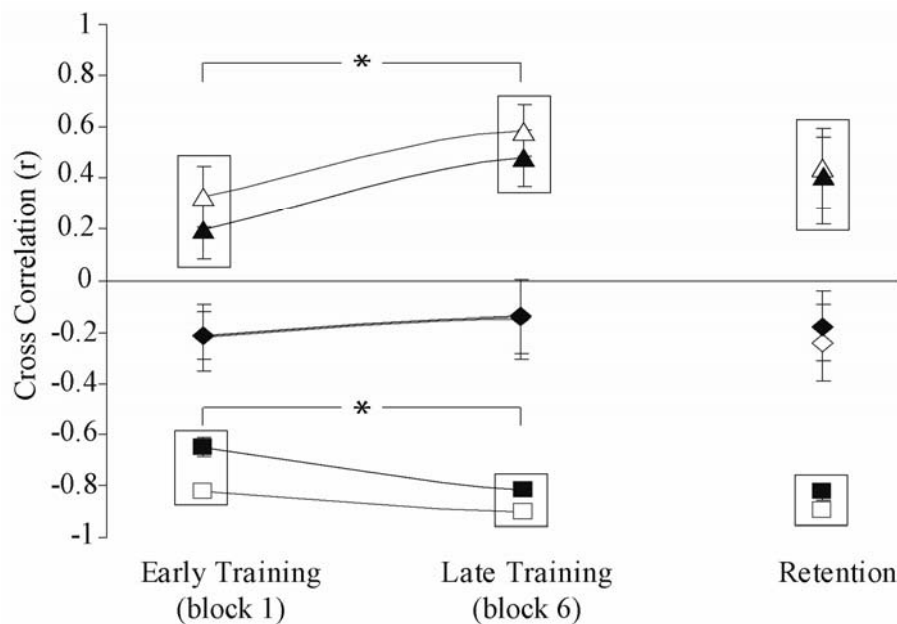 1
0.8
0.6
0.4
0.2
0
-0.2
-0.4
-0.6
-0.8
-1
Cross Correlation (r)
*
*
Early Training
(block 1)
Late Training
(block 6)
Retention